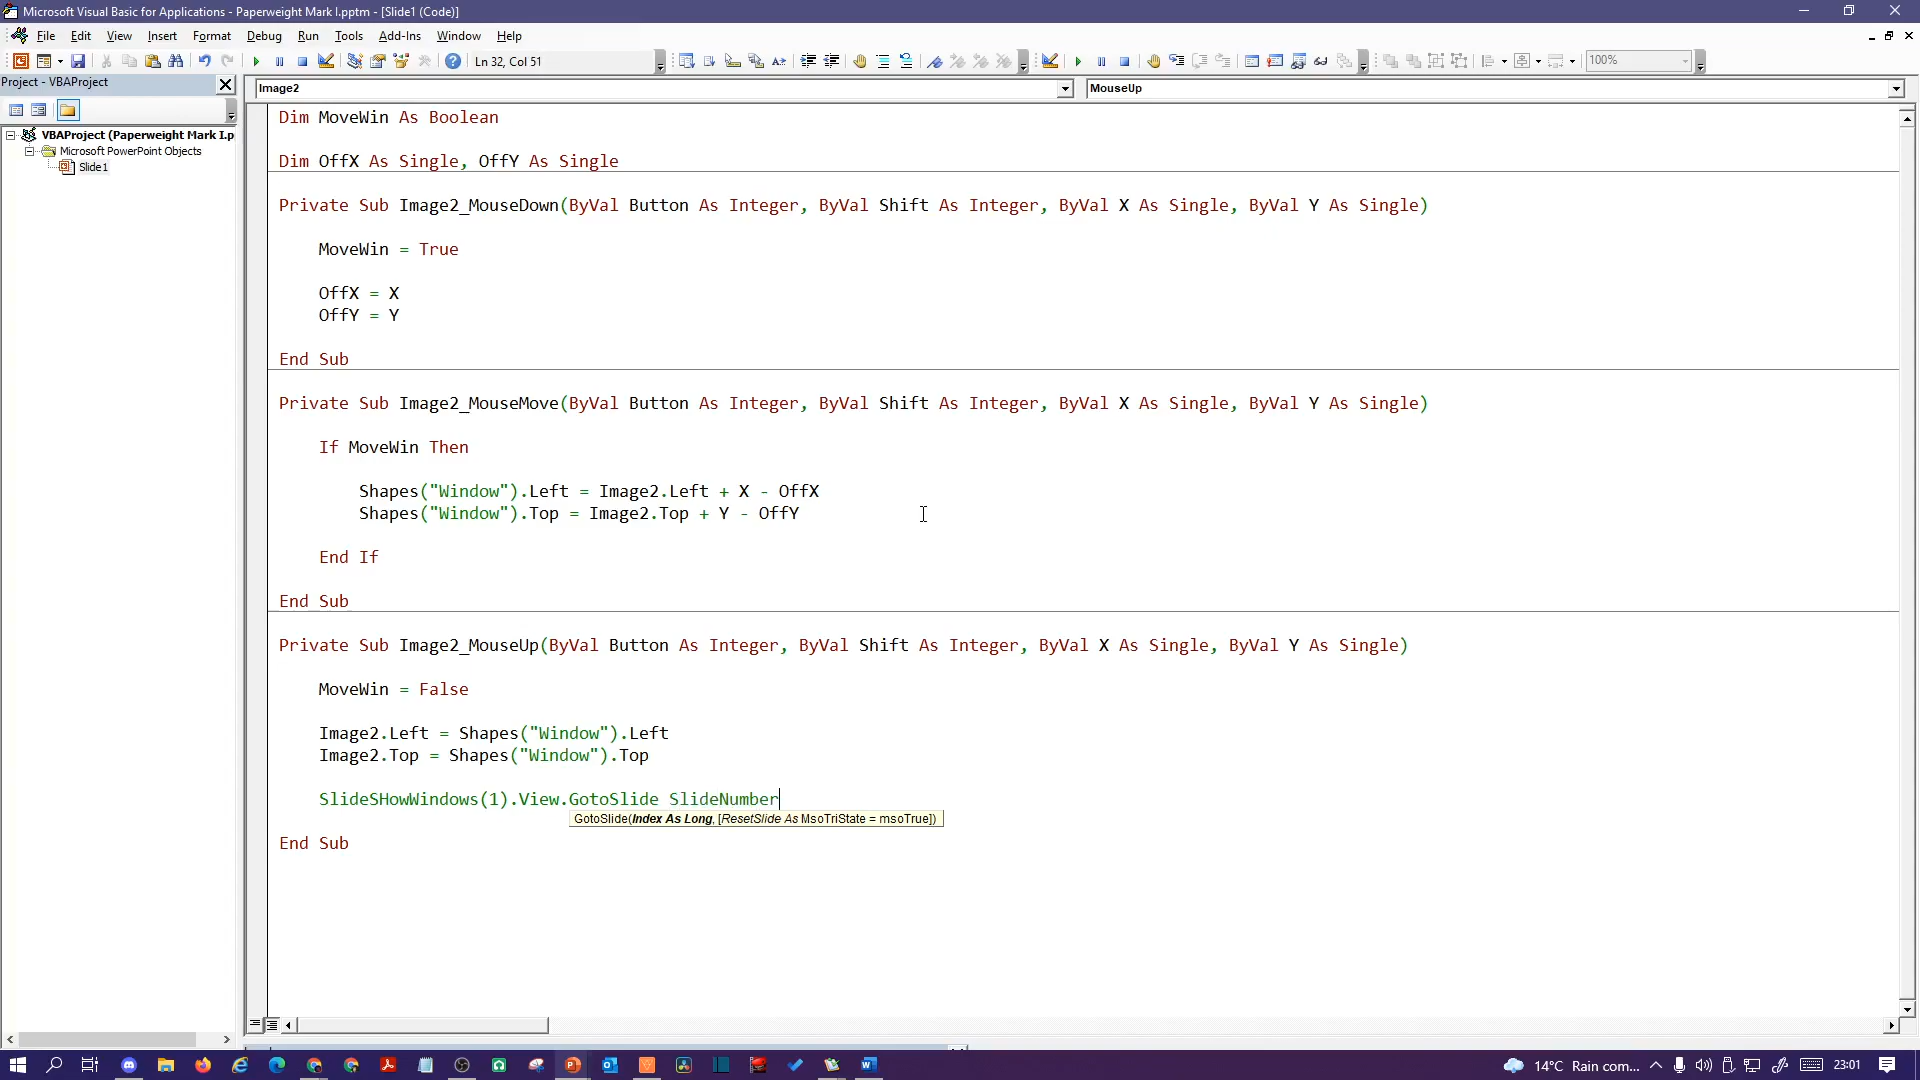 Microsoft Visual Basic for Applications - Paperweight Mark I.pptm - [Slide1 (Code)]
File Edit View Insert Format Debug Run Tools Add-Ins Window Help
Ln 32, Col 51
100%
Project - VBAProject
Image2
MouseUp
VBAProject (Paperweight Mark I.p
Microsoft PowerPoint Objects
Slide1
Dim MoveWin As Boolean
Dim OffX As Single, OffY As Single
Private Sub Image2_MouseDown(ByVal Button As Integer, ByVal Shift As Integer, ByVal X As Single, ByVal Y As Single)
MoveWin = True
OffX = X
OffY = Y
End Sub
Private Sub Image2_MouseMove(ByVal Button As Integer, ByVal Shift As Integer, ByVal X As Single, ByVal Y As Single)
If MoveWin Then
Shapes("Window").Left = Image2.Left + X - OffX
Shapes("Window").Top = Image2.Top + Y - OffY
End If
End Sub
Private Sub Image2_MouseUp(ByVal Button As Integer, ByVal Shift As Integer, ByVal X As Single, ByVal Y As Single)
MoveWin = False
Image2.Left = Shapes("Window").Left
Image2.Top = Shapes("Window").Top
SlideSHowWindows(1).View.GotoSlide SlideNumber
GotoSlide(Index As Long, [ResetSlide As MsoTriState = msoTrue])
End Sub
14°C Rain com... 23:01